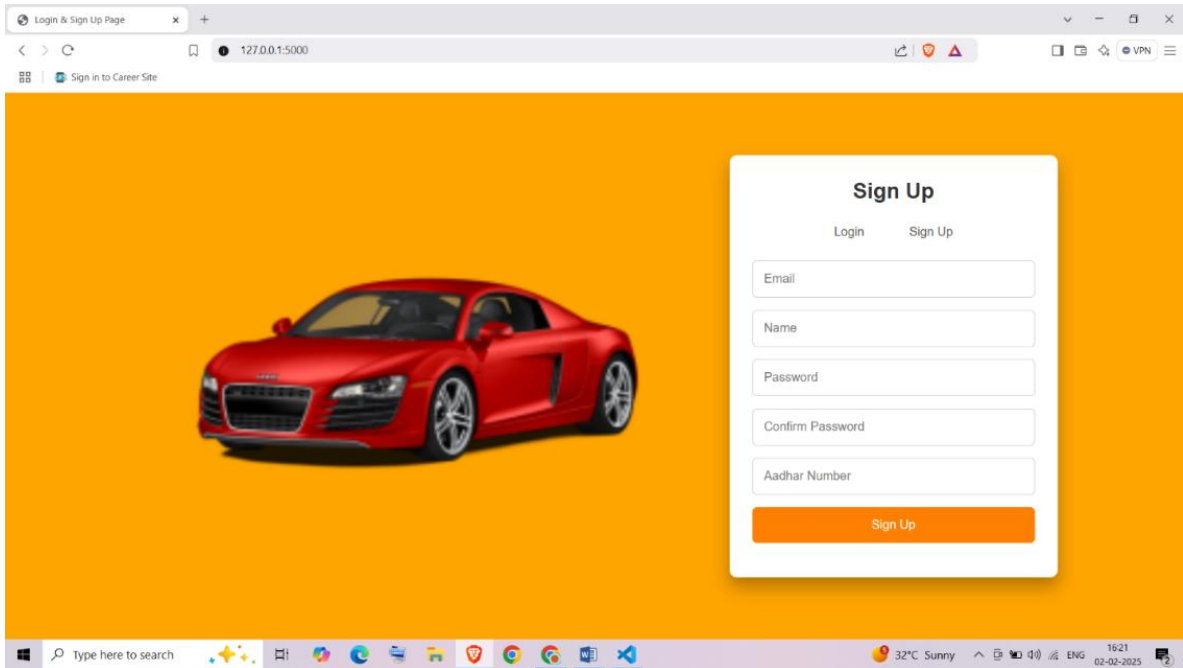 Login & Sign Up Page
127.0.0.1:5000
VPN
Sign in to Career Site
Sign Up
Login Sign Up
Email
Name
Password
Confirm Password
Aadhar Number
Sign Up
Type here to search
32°C Sunny
ENG
16:21
02-02-2025